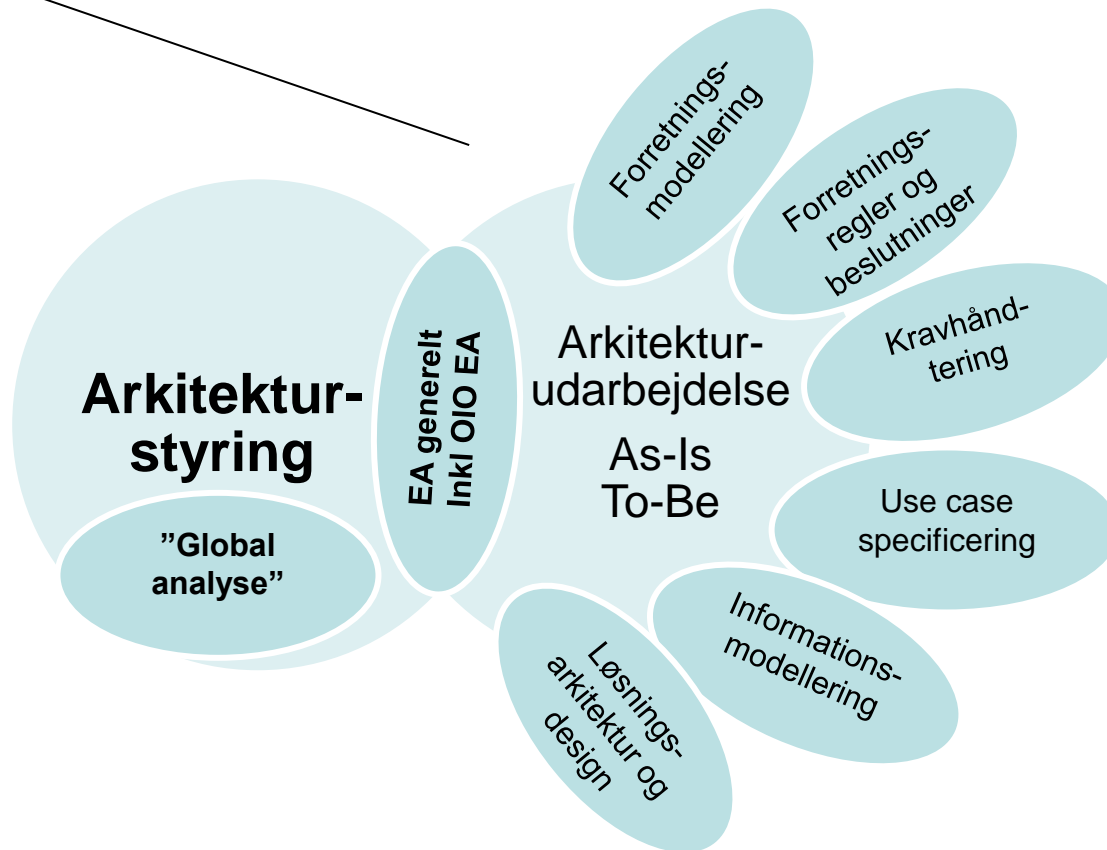 Arkitektur-
styring
”Global
analyse”
EA generelt
Inkl OIO EA
Arkitektur-
udarbejdelse
As-Is
To-Be
Forretnings-
modellering
Forretnings-
regler og
beslutninger
Kravhånd-
tering
Use case
specificering
Informations-
modellering
Løsnings-
arkitektur og
design